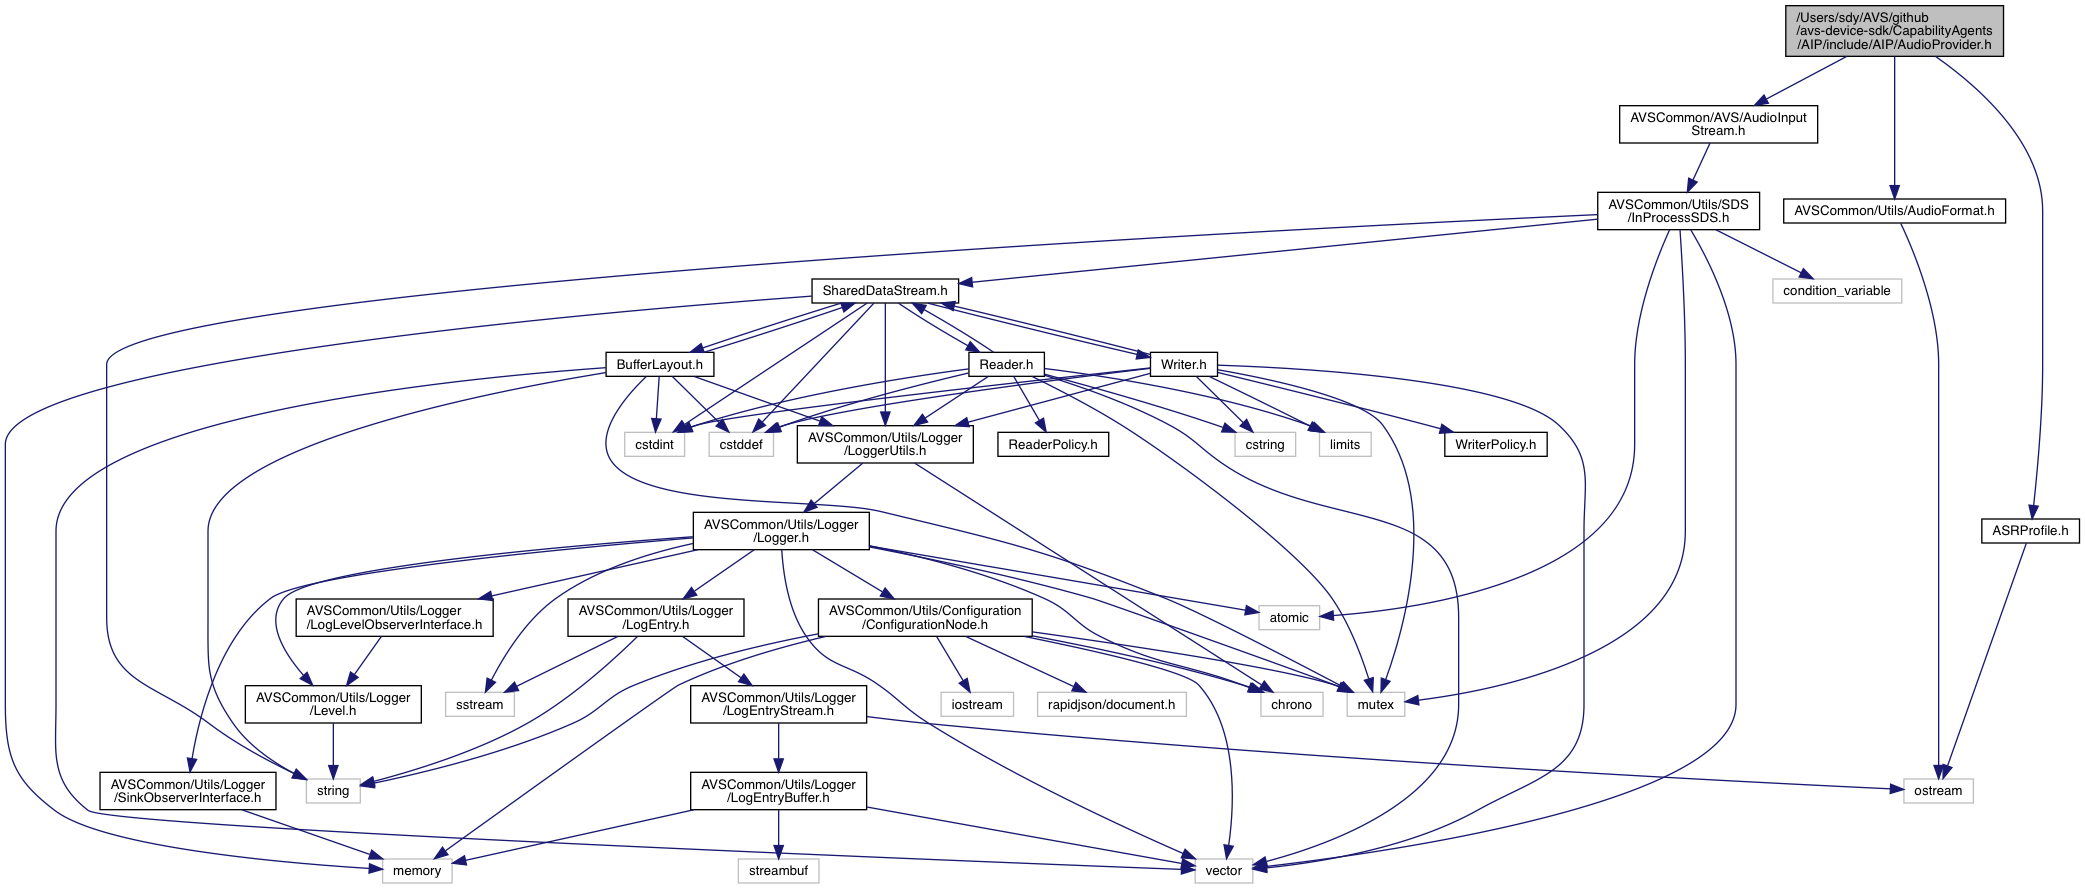 /Users/sdy/AVS/github
/avs-device-sdk/CapabilityAgents
/AIP/include/AIP/AudioProvider.h
AVSCommon/AVS/AudioInput
Stream.h
AVSCommon/Utils/SDS
/InProcessSDS.h
AVSCommon/Utils/AudioFormat.h
SharedDataStream.h
condition_variable
BufferLayout.h
Reader.h
Writer.h
cstdint
cstddef
AVSCommon/Utils/Logger
/LoggerUtils.h
ReaderPolicy.h
cstring
limits
WriterPolicy.h
AVSCommon/Utils/Logger
/Logger.h
ASRProfile.h
AVSCommon/Utils/Logger
/LogLevelObserverInterface.h
AVSCommon/Utils/Logger
/LogEntry.h
AVSCommon/Utils/Configuration
/ConfigurationNode.h
atomic
AVSCommon/Utils/Logger
/Level.h
sstream
AVSCommon/Utils/Logger
/LogEntryStream.h
iostream
rapidjson/document.h
chrono
mutex
AVSCommon/Utils/Logger
/SinkObserverInterface.h
string
AVSCommon/Utils/Logger
/LogEntryBuffer.h
ostream
memory
streambuf
vector